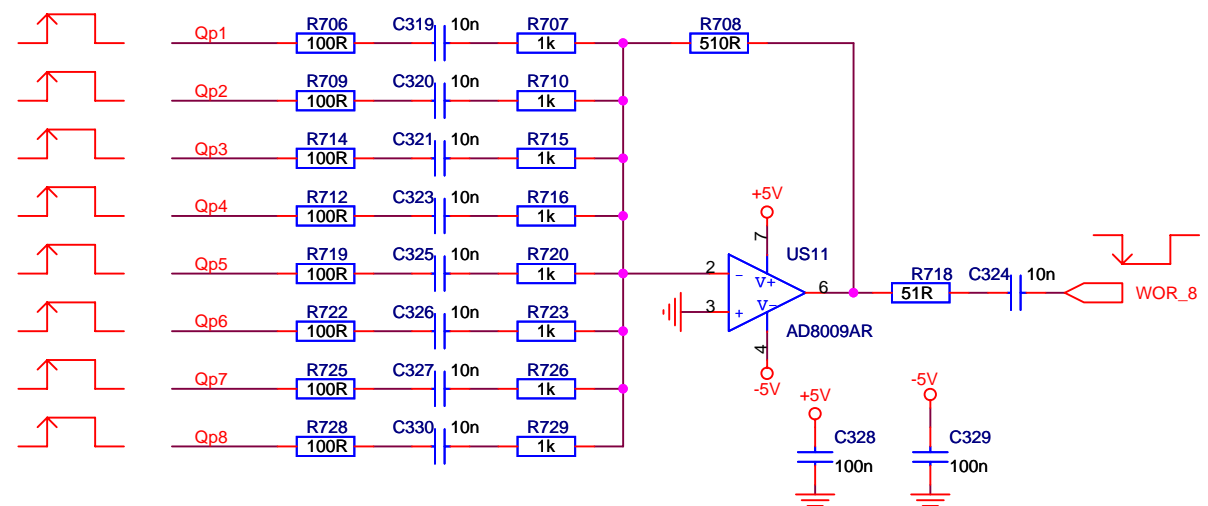 R706 C319 10n R707 R708
Qp1 100R 1k 510R
R709 C320 10n R710
Qp2 100R 1k
R714 C321 10n R715
Qp3 100R 1k
R712 C323 10n R716
Qp4 100R 1k
+5V
7
R719 C325 10n R720 US11
Qp5 100R 1k 2 - V+ R718 C324 10n
6 51R WOR_8
3 + V-
R722 C326 10n R723 AD8009AR
Qp6 100R 1k
4
R725 C327 10n R726
Qp7 100R 1k -5V +5V -5V
R728 C330 10n R729 C328 C329
Qp8 100R 1k 100n 100n